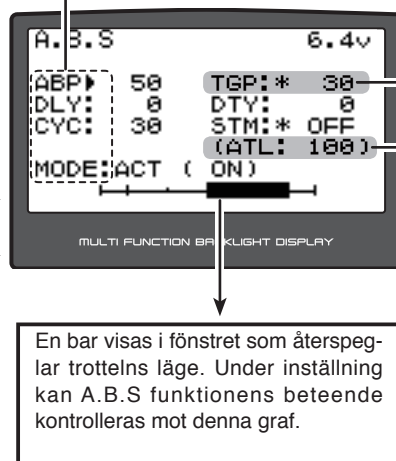 A.B.S 6.4v
ABP▶ 50 TGP:* 30
DLY: 0 DTY: 0
CYC: 30 STM:* OFF
(ATL: 100)
MODE:ACT ( ON)
MULTI FUNCTION BACKLIGHT DISPLAY
En bar visas i fönstret som återspeg-
lar trottelns läge. Under inställning
kan A.B.S funktionens beteende
kontrolleras mot denna graf.